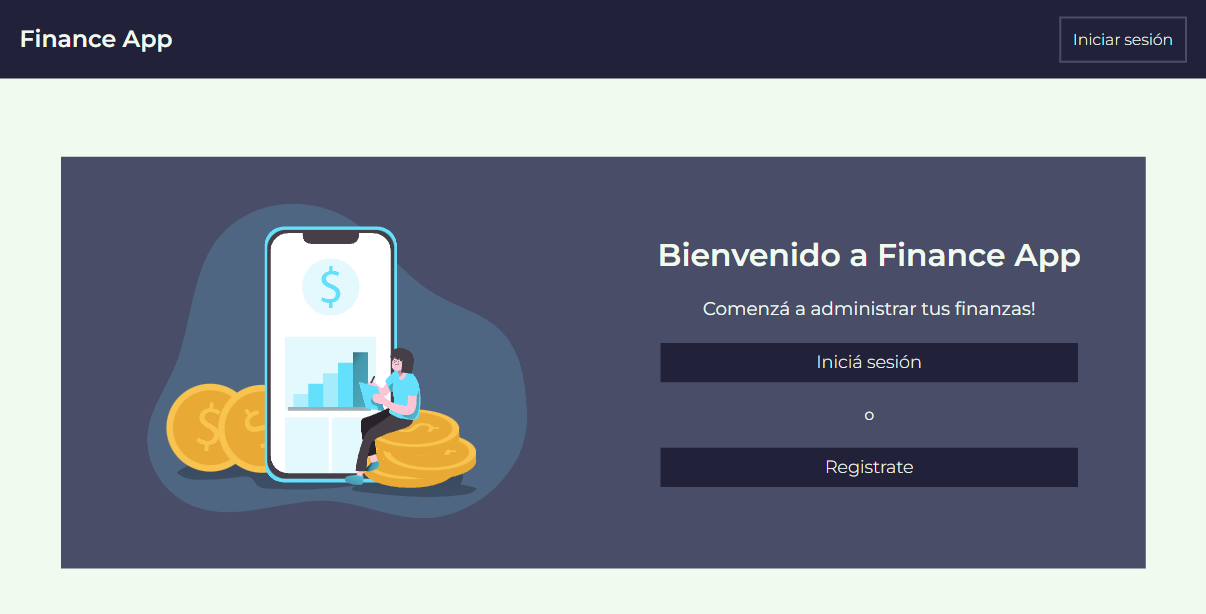 Finance App
Iniciar sesión
$
Bienvenido a Finance App
Comenzá a administrar tus finanzas!
Iniciá sesión
o
Registrate
$